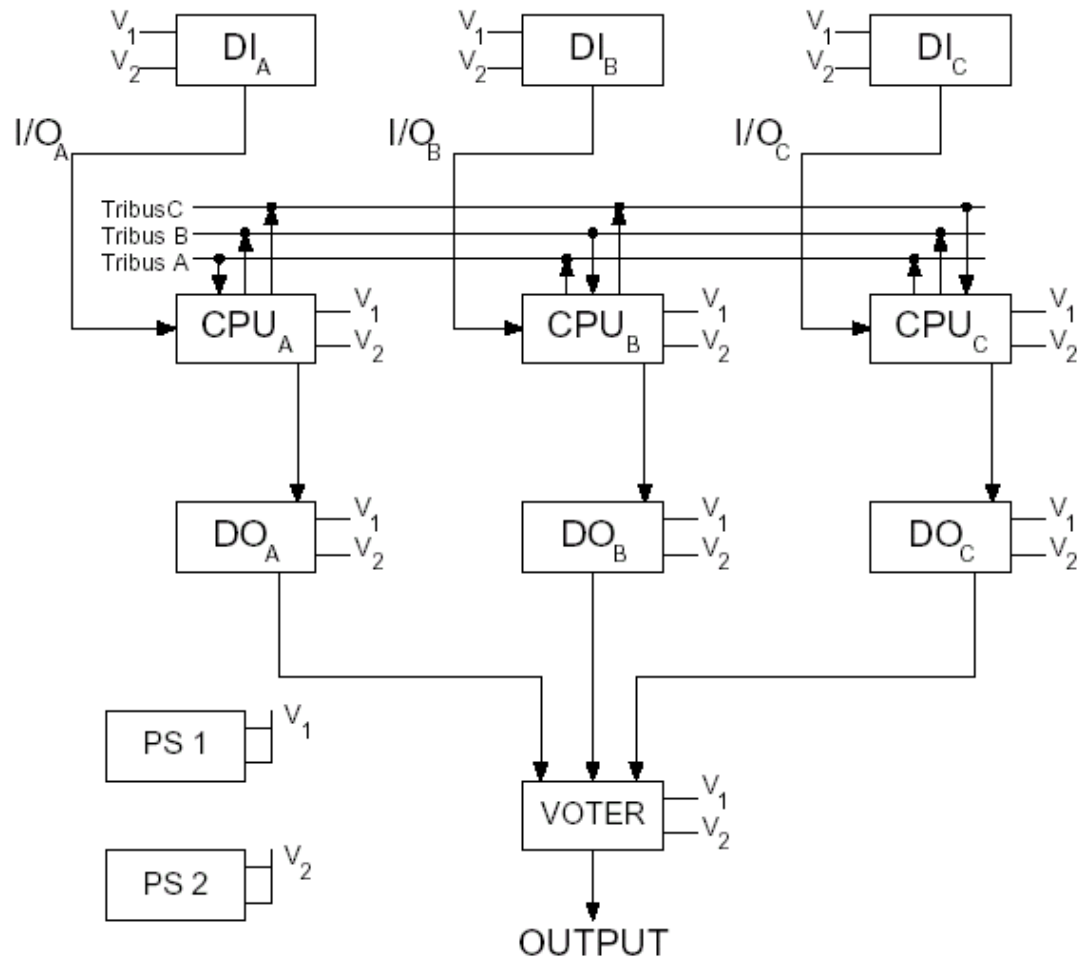 V1
V2
DIA
V1
V2
DIB
V1
V2
DIC
I/OA
I/OB
I/OC
TribusC
Tribus B
Tribus A
CPUA
V1
V2
CPUB
V1
V2
CPUC
V1
V2
DOA
V1
V2
DOB
V1
V2
DOC
V1
V2
PS 1
V1
VOTER
V1
V2
PS 2
V2
OUTPUT